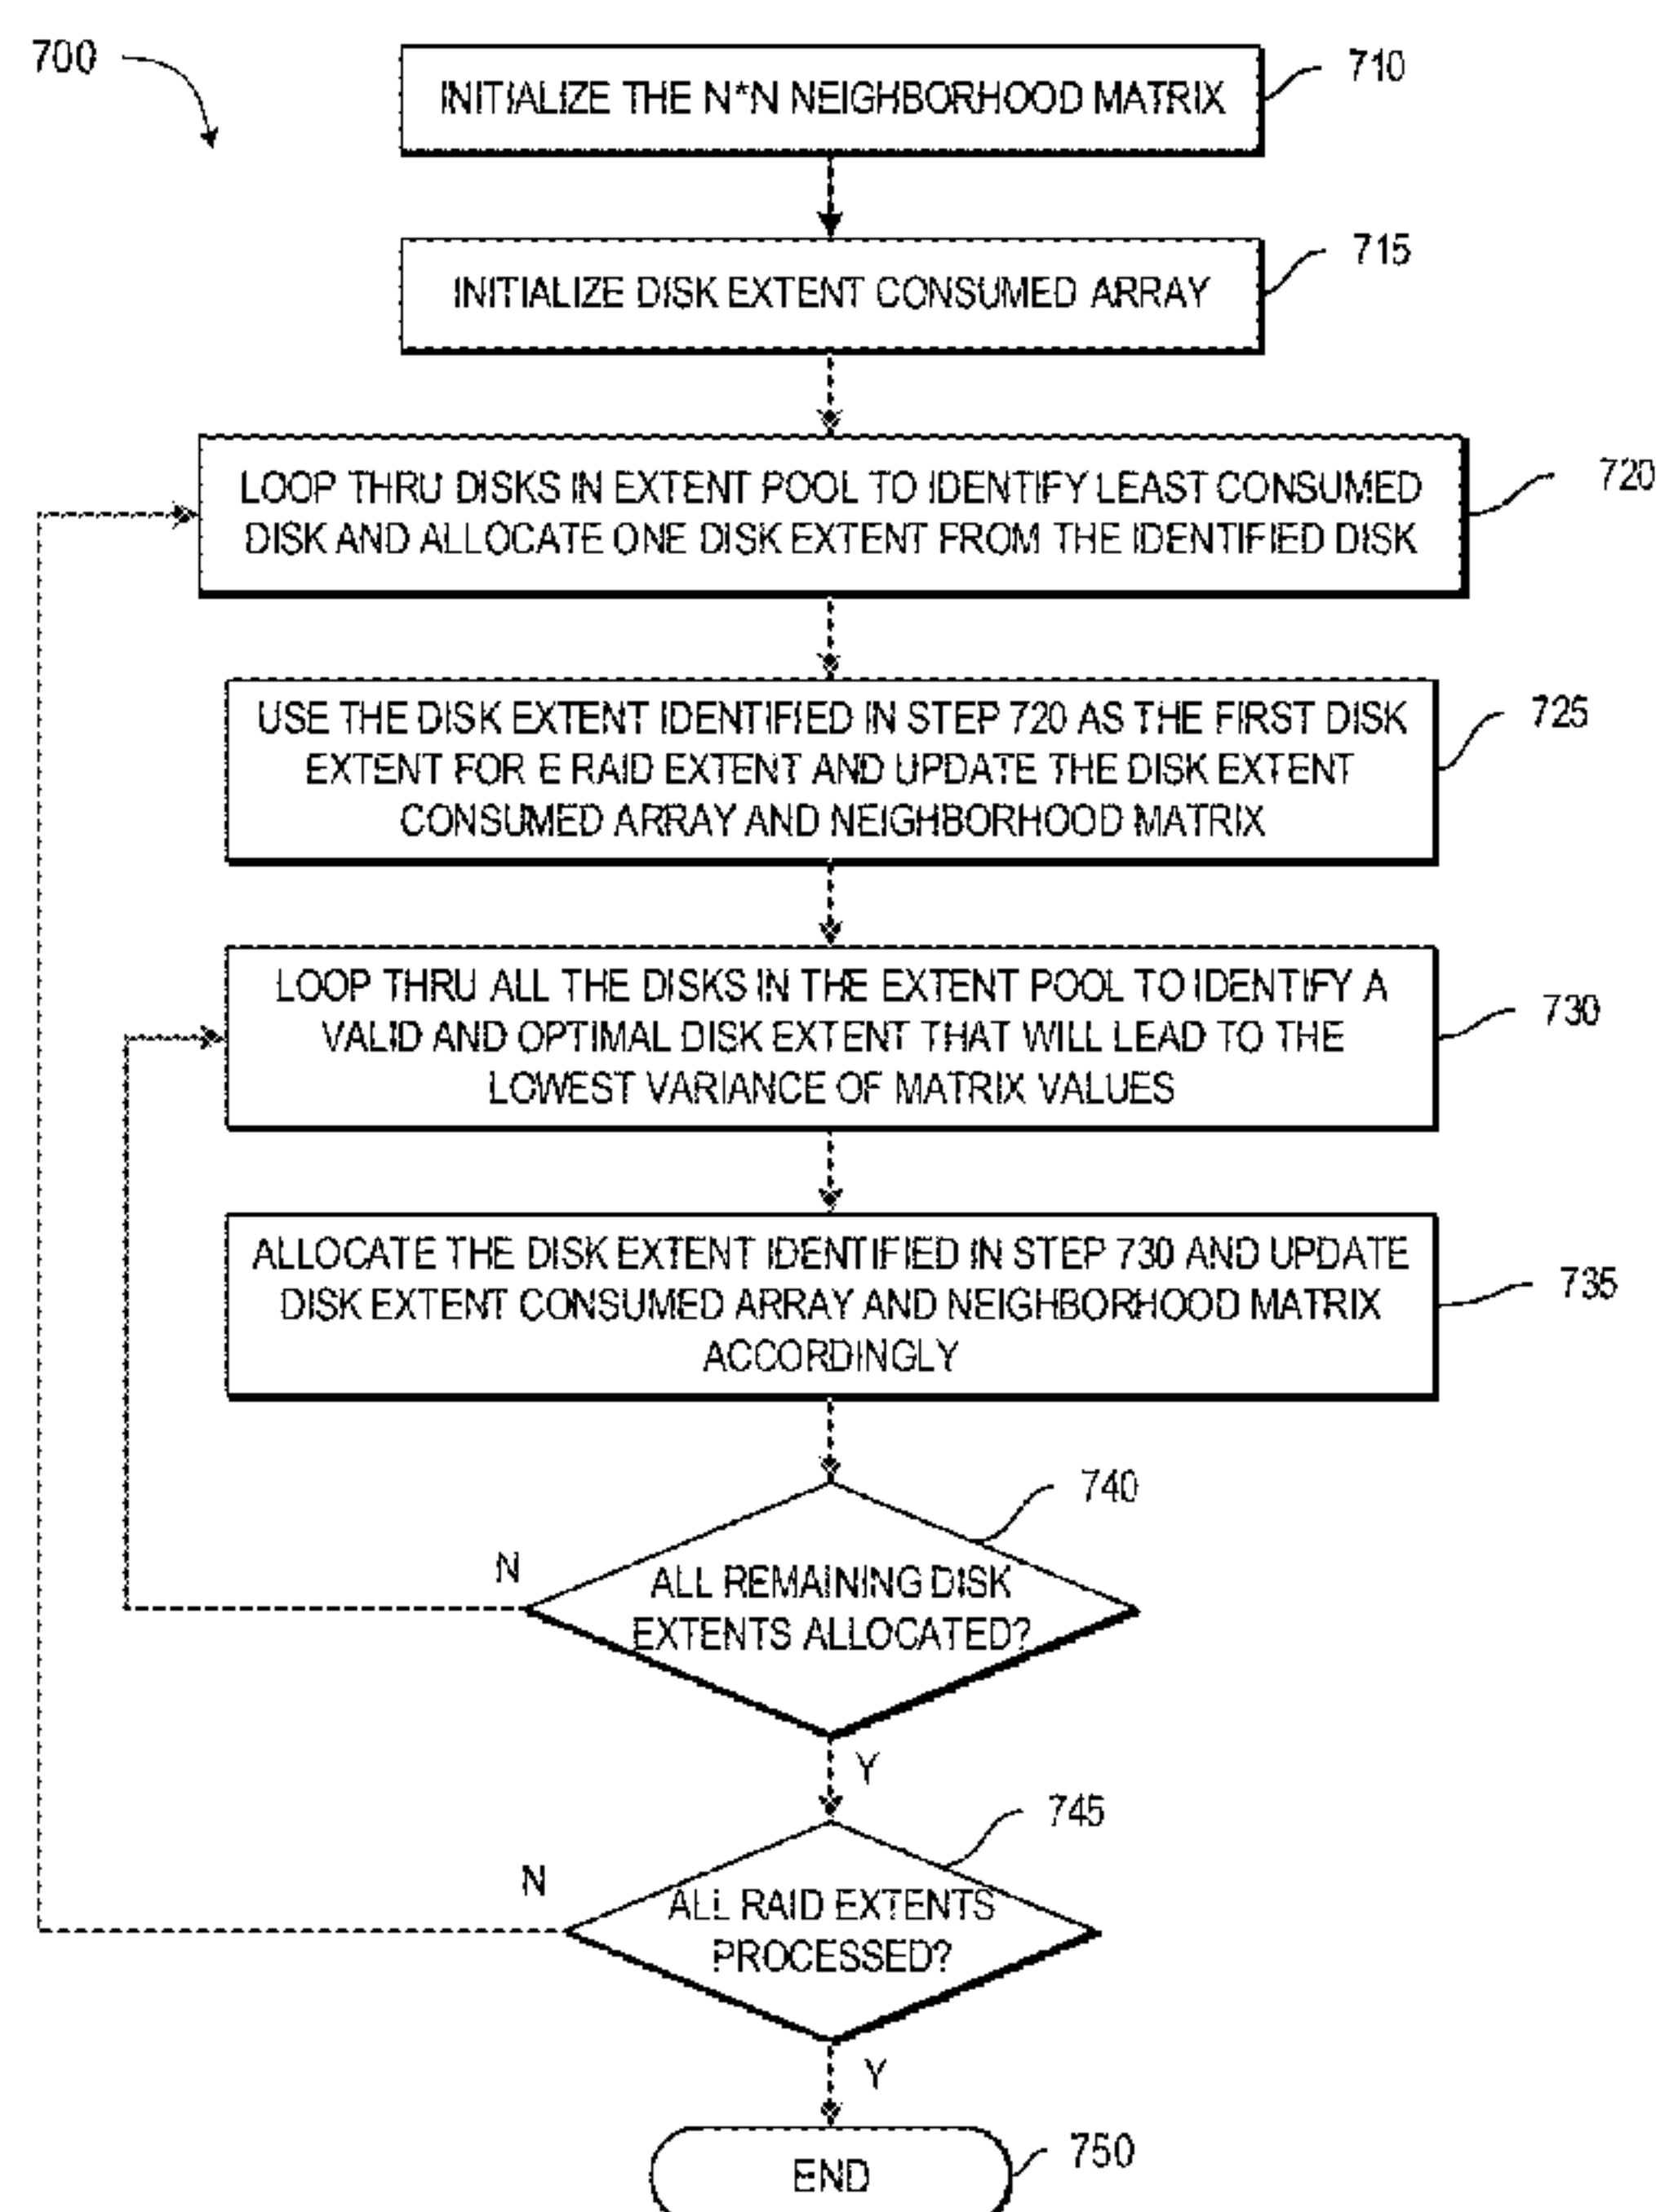 700
INITIALIZE THE N*N NEIGHBORHOOD MATRIX
710
INITIALIZE DISK EXTENT CONSUMED ARRAY
715
LOOP THRU DISKS IN EXTENT POOL TO IDENTIFY LEAST CONSUMED
DISK AND ALLOCATE ONE DISK EXTENT FROM THE IDENTIFIED DISK
720
USE THE DISK EXTENT IDENTIFIED IN STEP 720 AS THE FIRST DISK
EXTENT FOR E RAID EXTENT AND UPDATE THE DISK EXTENT
CONSUMED ARRAY AND NEIGHBORHOOD MATRIX
725
LOOP THRU ALL THE DISKS IN THE EXTENT POOL TO IDENTIFY A
VALID AND OPTIMAL DISK EXTENT THAT WILL LEAD TO THE
LOWEST VARIANCE OF MATRIX VALUES
730
ALLOCATE THE DISK EXTENT IDENTIFIED IN STEP 730 AND UPDATE
DISK EXTENT CONSUMED ARRAY AND NEIGHBORHOOD MATRIX
ACCORDINGLY
735
740
N
ALL REMAINING DISK
EXTENTS ALLOCATED?
Y
745
N
ALL RAID EXTENTS
PROCESSED?
Y
END
750